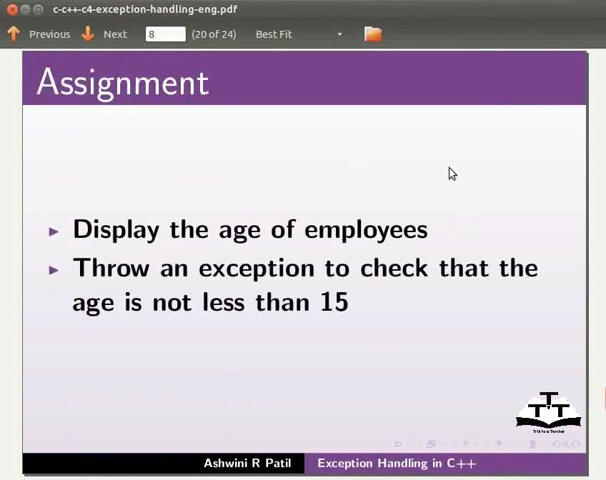 c-c++-c4-exception-handling-eng.pdf
Previous Next 8 (20 of 24) Best Fit
Assignment
Display the age of employees
Throw an exception to check that the
age is not less than 15
Ashwini R Patil Exception Handling in C++